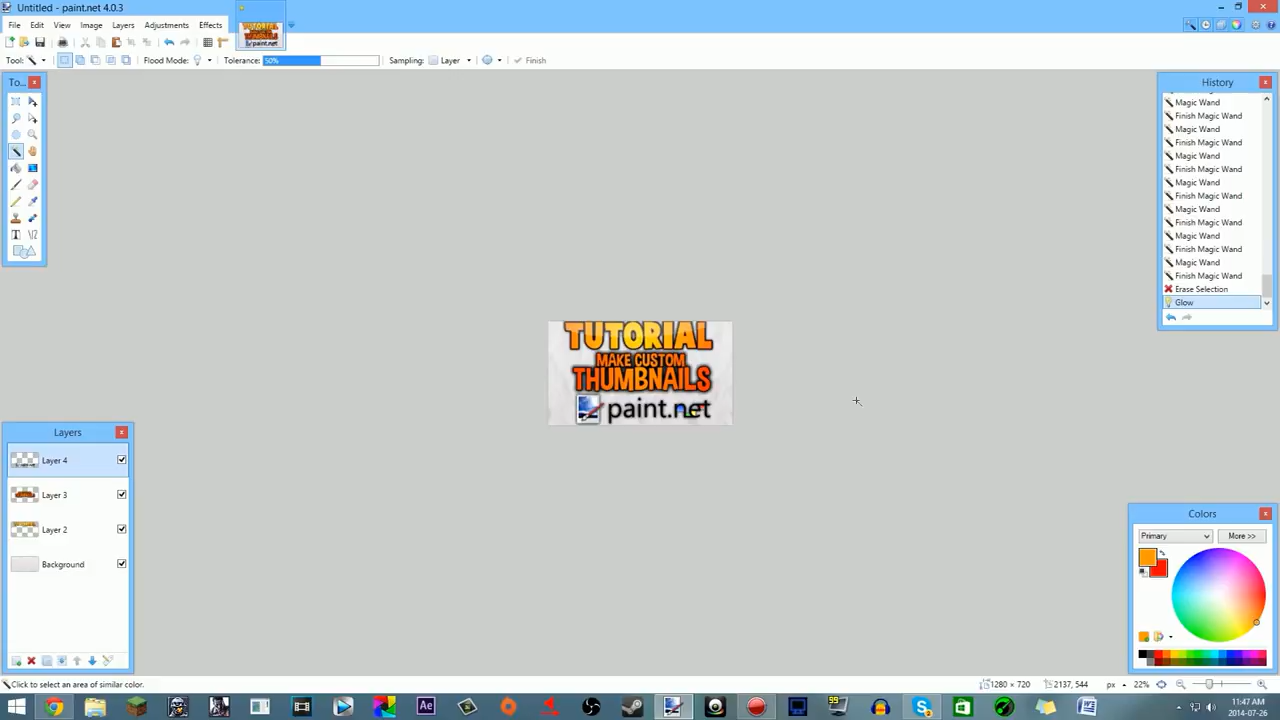 Untitled - paint.net 4.0.3
File Edit View Image Layers Adjustments Effects
Tool: Flood Mode: Tolerance: 50% Sampling: Layer Finish
To...
History
Magic Wand
Finish Magic Wand
Magic Wand
Finish Magic Wand
Magic Wand
Finish Magic Wand
Magic Wand
Finish Magic Wand
Magic Wand
Finish Magic Wand
Magic Wand
Finish Magic Wand
Magic Wand
Finish Magic Wand
Erase Selection
Glow
TUTORIAL
MAKE CUSTOM
THUMBNAILS
paint.net
Layers
Layer 4
Layer 3
Layer 2
Background
Colors
Primary
More >>
Click to select an area of similar color.
1280 × 720
2137, 544
px
22%
Ae
99
11:47 AM
2014-07-26